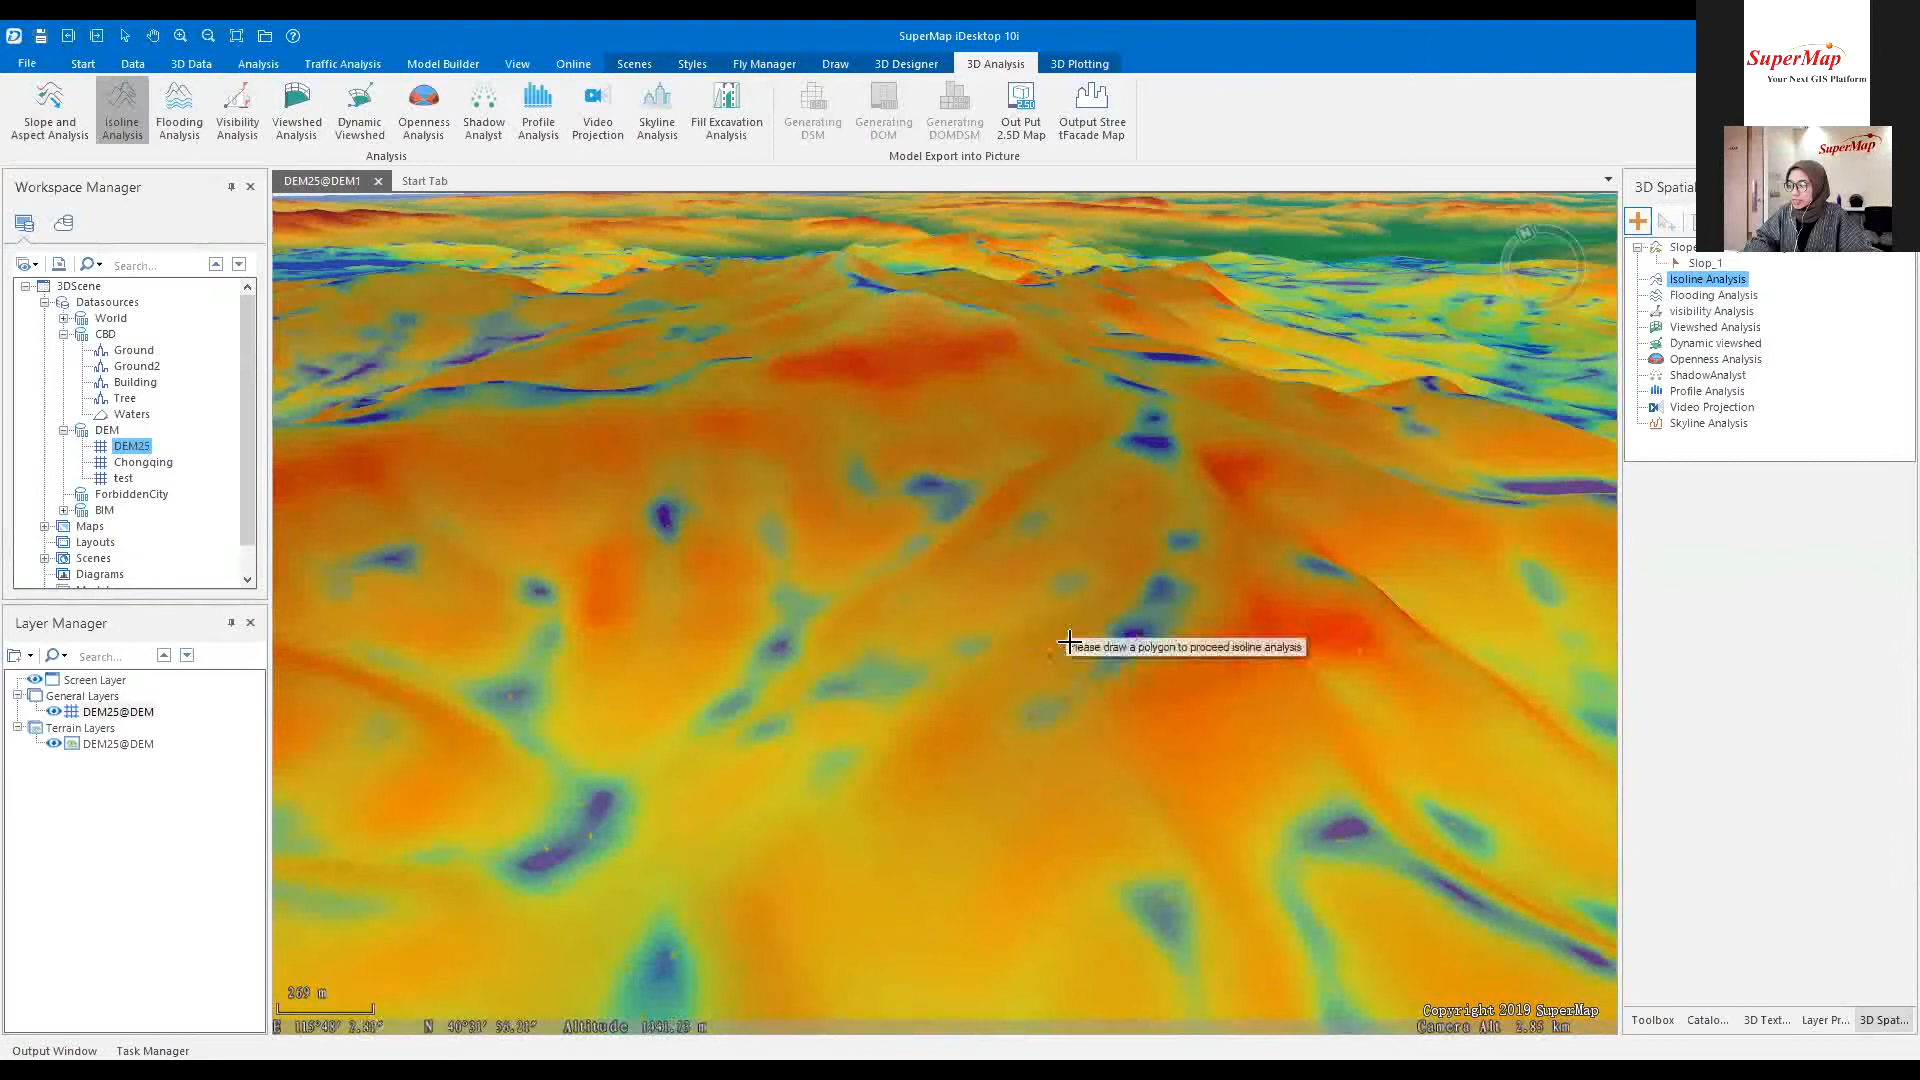 SuperMap iDesktop 10i
File Start Data 3D Data Analysis Traffic Analysis Model Builder View Online Scenes Styles Fly Manager Draw 3D Designer 3D Analysis 3D Plotting
Slope and Aspect Analysis
Isoline Analysis
Flooding Analysis
Visibility Analysis
Viewshed Analysis
Dynamic Viewshed
Openness Analysis
Shadow Analyst
Profile Analysis
Video Projection
Skyline Analysis
Fill Excavation Analysis
Generating DSM
Generating DOM
Generating DOMDSM
Out Put 2.5D Map
Output Stree tFacade Map
Analysis
Model Export into Picture
SuperMap
Your Next GIS Platform
SuperMap
Workspace Manager
Search...
3DScene
Datasources
World
CBD
Ground
Ground2
Building
Tree
Waters
DEM
DEM25
Chongqing
test
ForbiddenCity
BIM
Maps
Layouts
Scenes
Diagrams
Layer Manager
Search...
Screen Layer
General Layers
DEM25@DEM
Terrain Layers
DEM25@DEM
Output Window Task Manager
DEM25@DEM1 Start Tab
Please draw a polygon to proceed isoline analysis
269 m
Copyright 2019 SuperMap
Camera Alt 2.85 km
3D Spatial
Slope
Slop_1
Isoline Analysis
Flooding Analysis
visibility Analysis
Viewshed Analysis
Dynamic viewshed
Openness Analysis
ShadowAnalyst
Profile Analysis
Video Projection
Skyline Analysis
Toolbox Catalo... 3D Text... Layer Pr... 3D Spat...